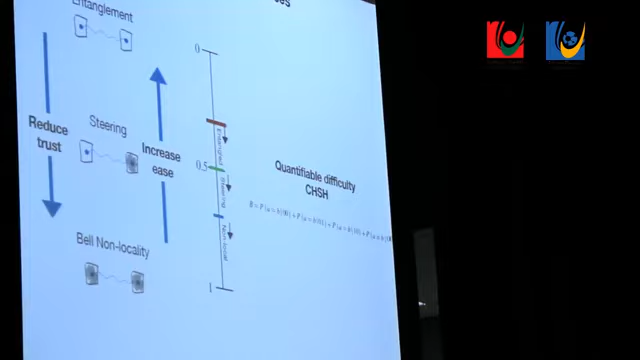 Entanglement
Reduce
trust
Steering
Increase
ease
Bell Non-locality
0
Entangled
0.5
Steering
Non-local
1
Quantifiable difficulty
CHSH